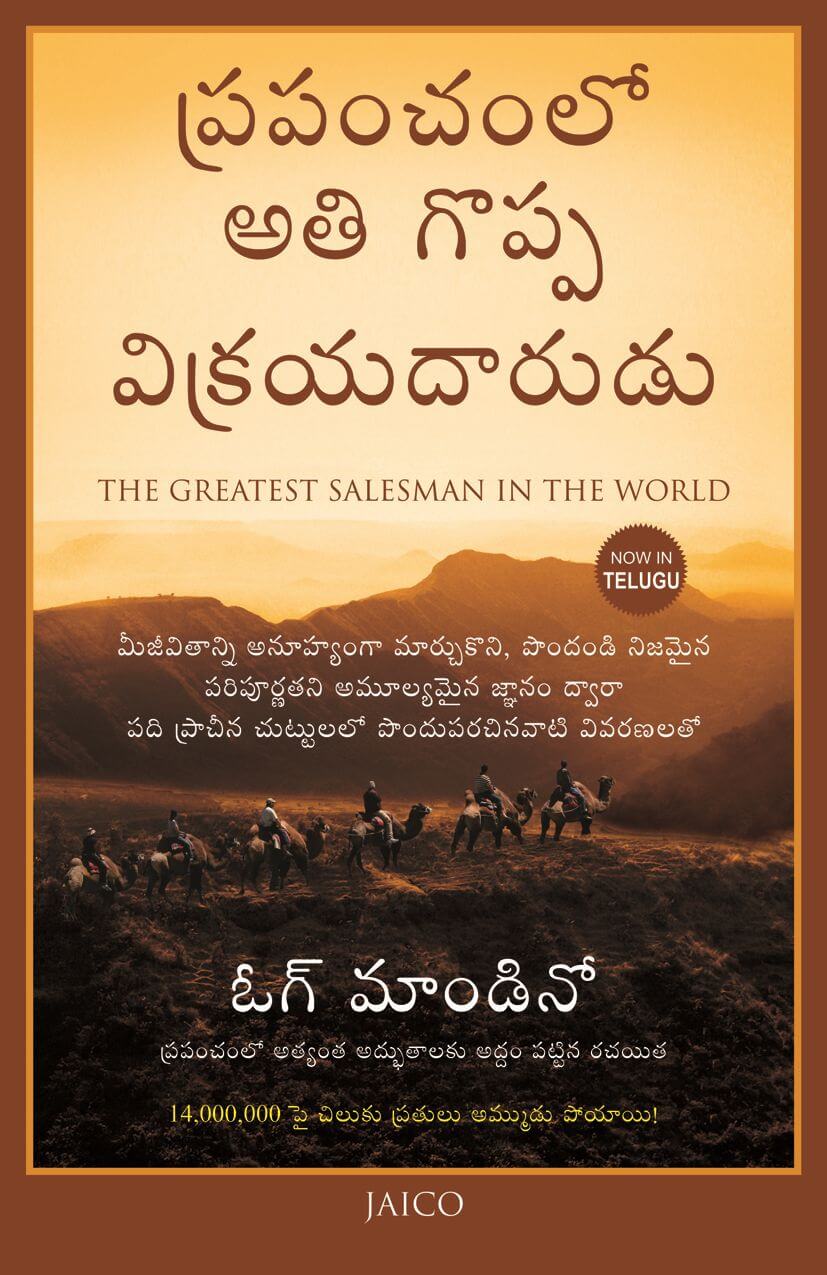 ప్రపంచంలో
అతి గొప్ప
విక్రయదారుడు
THE GREATEST SALESMAN IN THE WORLD
NOW IN
TELUGU
మీజీవితాన్ని అనూహ్యంగా మార్చుకొని, పొందండి నిజమైన
పరిపూర్ణతని అమూల్యమైన జ్ఞానం ద్వారా
పది ప్రాచీన చుట్టులలో పొందుపరచినవాటి వివరణలతో
ఓగ్ మాండినో
ప్రపంచంలో అత్యంత అద్భుతాలకు అద్దం పట్టిన రచయిత
14,000,000 పై చిలుకు ప్రతులు అమ్ముడు పోయాయి!
JAICO